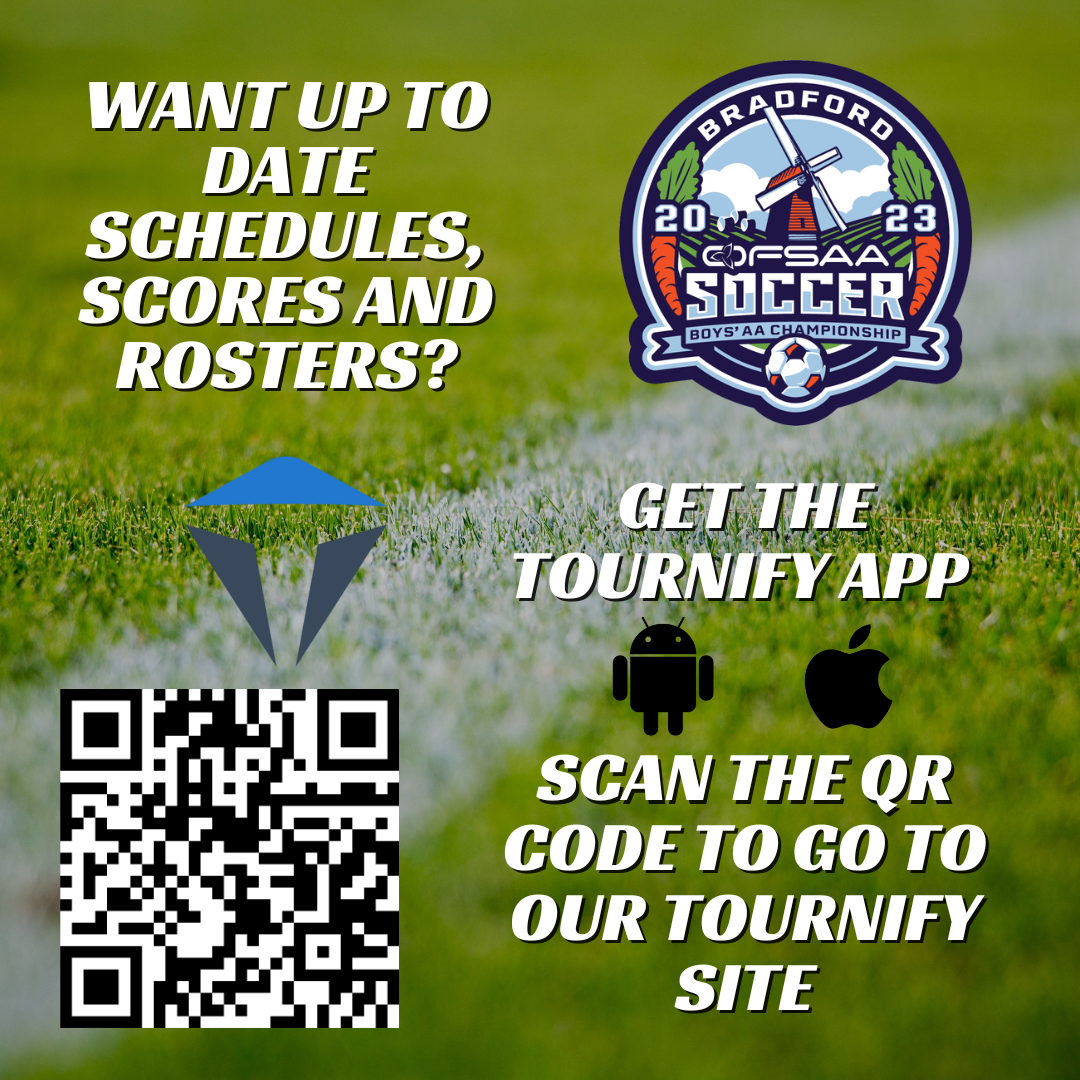 WANT UP TO
DATE
SCHEDULES,
SCORES AND
ROSTERS?
BRADFORD
20 23
OFSAA
SOCCER
BOYS' AA CHAMPIONSHIP
GET THE
TOURNIFY APP
SCAN THE QR
CODE TO GO TO
OUR TOURNIFY
SITE